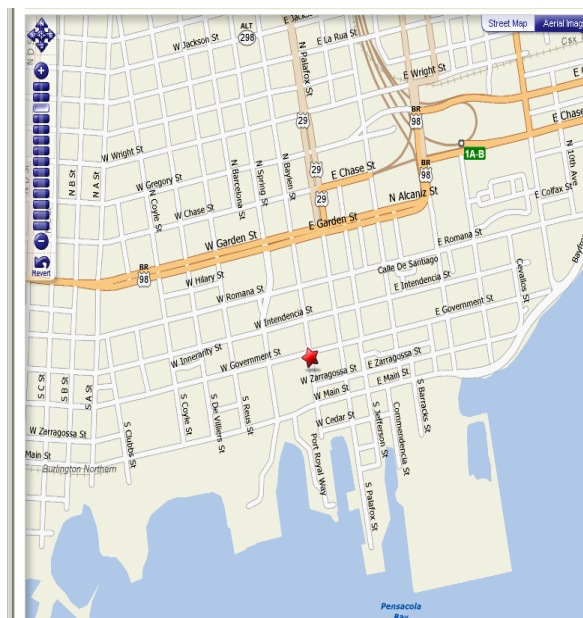 Street Map
Aerial Imag
ALT
298
W Jackson St
E Jack
E La Rua St
N Palafox St
E Wright St
Csx
29
BR
98
E Chase
1A-B
BR
98
W Wright St
N Baylen St
N Spring St
N Barcelona St
29
E Chase St
W Gregory St
N B St
N A St
N Coyle St
29
N Alcaniz St
N 10th Ave
E Colfax St
W Chase St
E Garden St
W Garden St
E Romana St
Bayfro
Revert
BR
98
Calle De Santiago
W Hilary St
Cevallos St
E Intendencia St
W Romana St
E Government St
W Intendencia St
W Innerarity St
W Government St
E Zarragossa St
W Zarragossa St
E Main St
W Main St
S C St
S B St
S A St
S Barracks St
W Cedar St
S Coyle St
S De Villiers St
S Reus St
S Jefferson St
Commendencia St
W Zarragossa St
S Clubbs St
Port Royal Way
Main St
Burlington Northern
S Palafox St
Pensacola
Bay